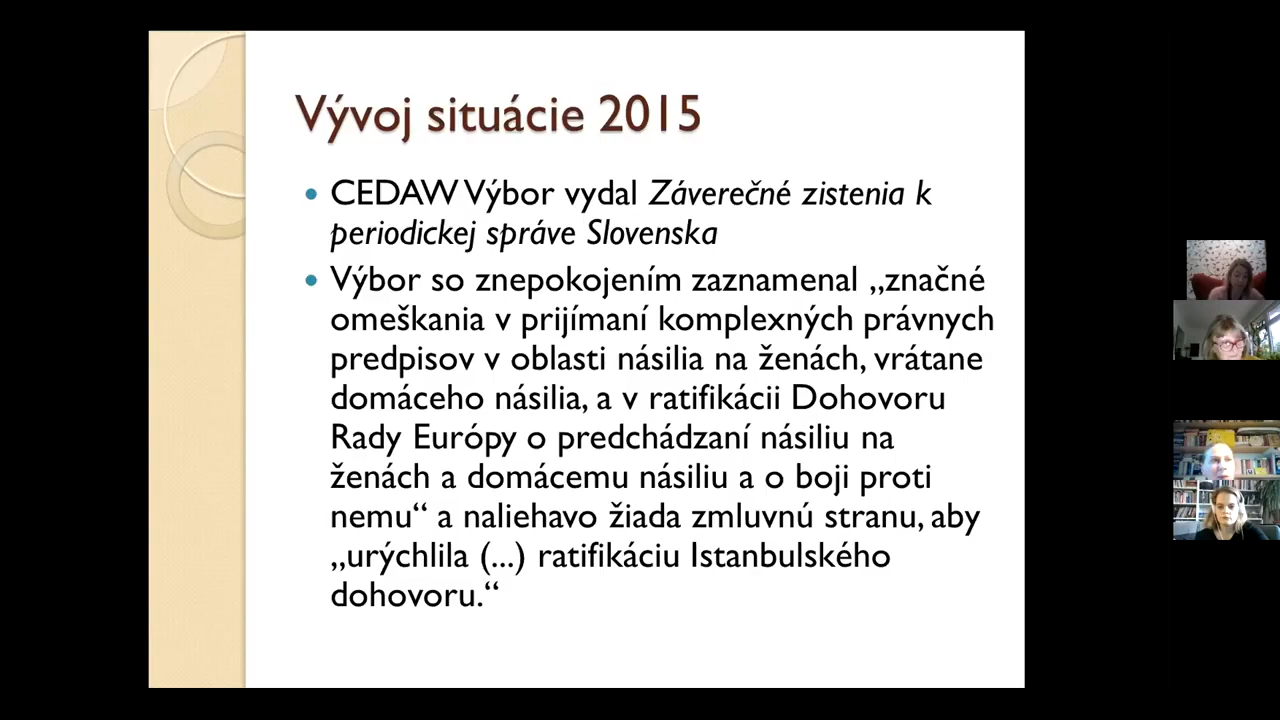 Vývoj situácie 2015
CEDAW Výbor vydal Záverečné zistenia k
periodickej správe Slovenska
Výbor so znepokojením zaznamenal „značné
omeškania v prijímaní komplexných právnych
predpisov v oblasti násilia na ženách, vrátane
domáceho násilia, a v ratifikácii Dohovoru
Rady Európy o predchádzaní násiliu na
ženách a domácemu násiliu a o boji proti
nemu“ a naliehavo žiada zmluvnú stranu, aby
„urýchlila (...) ratifikáciu Istanbulského
dohovoru.“